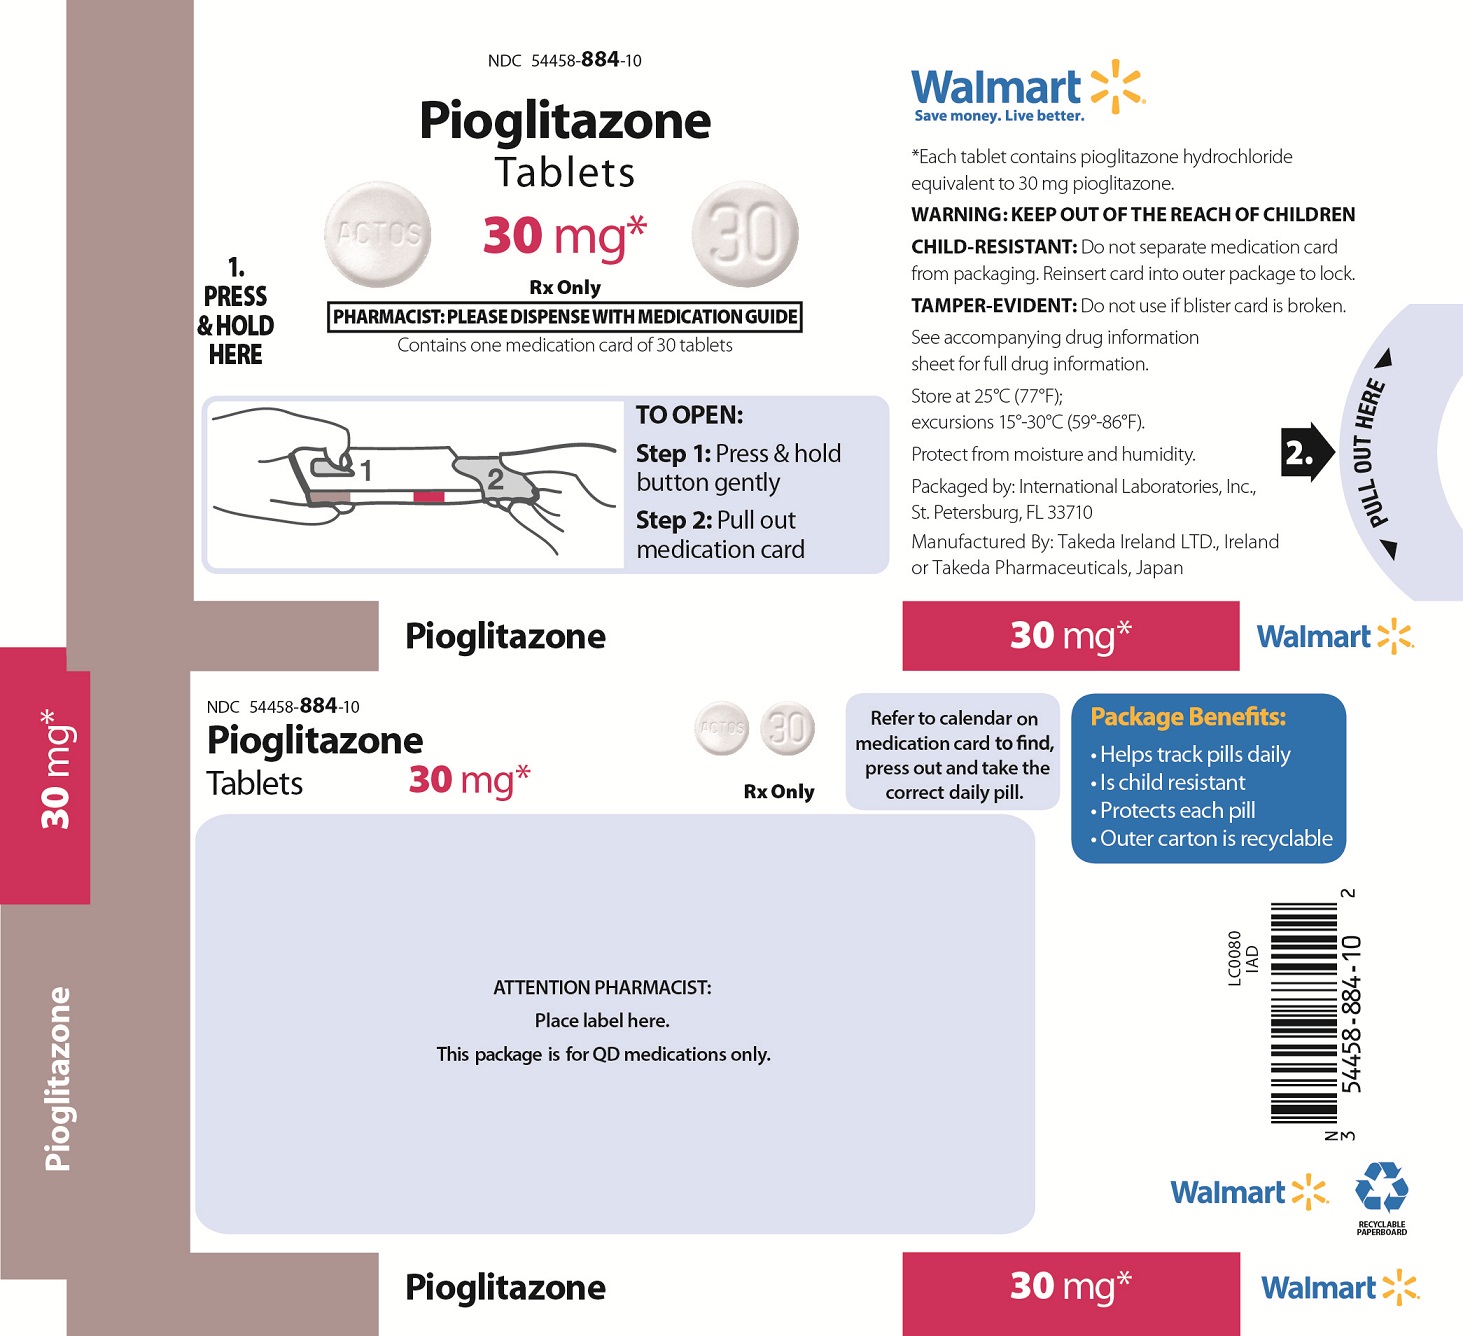 NDC 54458-884-10
Pioglitazone
Tablets
ACTOS
30 mg*
30
Rx Only
PHARMACIST: PLEASE DISPENSE WITH MEDICATION GUIDE
Contains one medication card of 30 tablets
1.
PRESS
& HOLD
HERE
1
2
TO OPEN:
Step 1: Press & hold
button gently
Step 2: Pull out
medication card
Walmart
Save money. Live better.
*Each tablet contains pioglitazone hydrochloride
equivalent to 30 mg pioglitazone.
WARNING: KEEP OUT OF THE REACH OF CHILDREN
CHILD-RESISTANT: Do not separate medication card
from packaging. Reinsert card into outer package to lock.
TAMPER-EVIDENT: Do not use if blister card is broken.
See accompanying drug information
sheet for full drug information.
Store at 25°C (77°F);
excursions 15°-30°C (59°-86°F).
Protect from moisture and humidity.
Packaged by: International Laboratories, Inc.,
St. Petersburg, FL 33710
Manufactured By: Takeda Ireland LTD., Ireland
or Takeda Pharmaceuticals, Japan
2.
PULL OUT HERE
Pioglitazone
30 mg*
Walmart
30 mg*
Pioglitazone
NDC 54458-884-10
Pioglitazone
Tablets
30 mg*
ACTOS
30
Rx Only
Refer to calendar on
medication card to find,
press out and take the
correct daily pill.
Package Benefits:
• Helps track pills daily
• Is child resistant
• Protects each pill
• Outer carton is recyclable
ATTENTION PHARMACIST:
Place label here.
This package is for QD medications only.
LC0080
IAD
N
3 54458-884-10 2
Walmart
RECYCLABLE
PAPERBOARD
Pioglitazone
30 mg*
Walmart